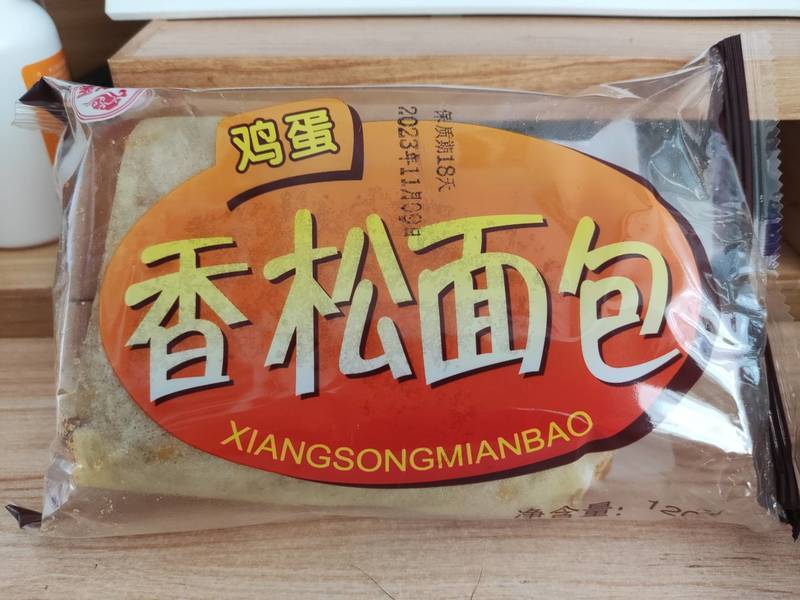 鸡蛋
保质期18天
2023年11月09日
香松面包
XIANGSONGMIANBAO
净含量：